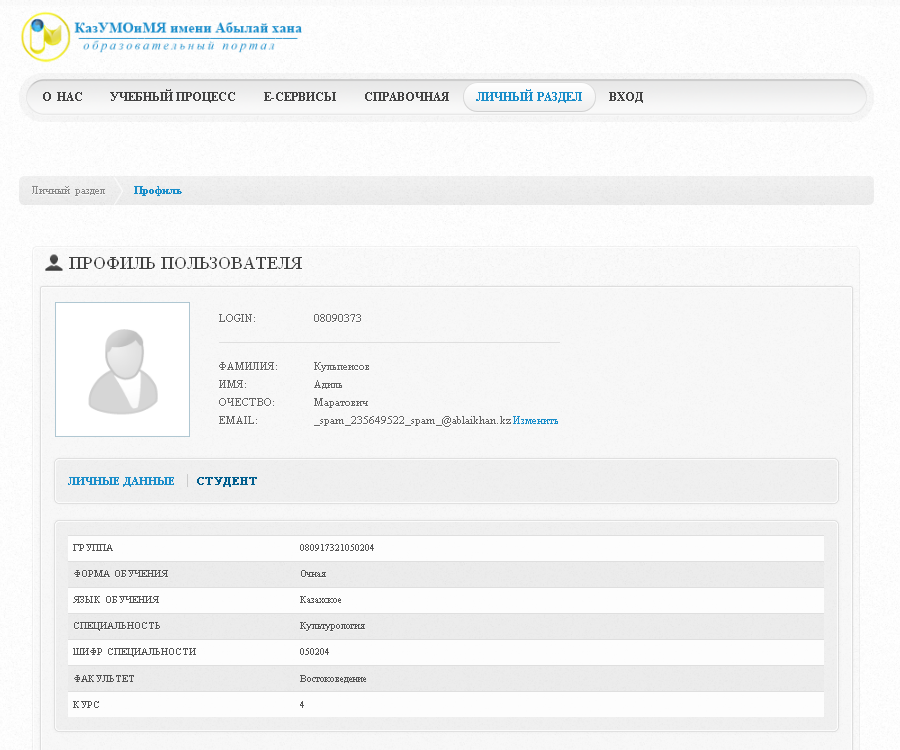 КазУМОиМЯ имени Абылай хана
образовательный портал
О НАС УЧЕБНЫЙ ПРОЦЕСС Е-СЕРВИСЫ СПРАВОЧНАЯ ЛИЧНЫЙ РАЗДЕЛ ВХОД
Личный раздел Профиль
ПРОФИЛЬ ПОЛЬЗОВАТЕЛЯ
LOGIN: 08090373
ФАМИЛИЯ: Кульпеисов
ИМЯ: Адиль
ОЧЕСТВО: Маратович
EMAIL: _spam_235649522_spam_@ablaikhan.kz Изменить
ЛИЧНЫЕ ДАННЫЕ СТУДЕНТ
ГРУППА 080917321050204
ФОРМА ОБУЧЕНИЯ Очная
ЯЗЫК ОБУЧЕНИЯ Казахское
СПЕЦИАЛЬНОСТЬ Культурология
ШИФР СПЕЦИАЛЬНОСТИ 050204
ФАКУЛЬТЕТ Востоковедение
КУРС 4